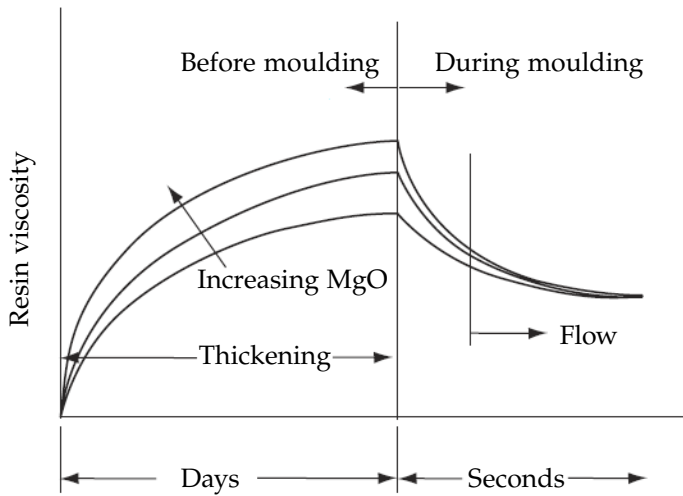 Before moulding
During moulding
Resin viscosity
Increasing MgO
Flow
Thickening
Days
Seconds